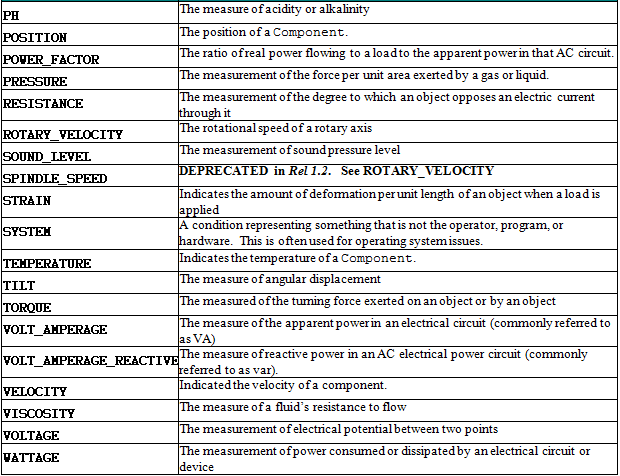 PH The measure of acidity or alkalinity
POSITION The position of a Component.
POWER_FACTOR The ratio of real power flowing to a load to the apparent power in that AC circuit.
PRESSURE The measurement of the force per unit area exerted by a gas or liquid.
RESISTANCE The measurement of the degree to which an object opposes an electric current
through it
ROTARY_VELOCITY The rotational speed of a rotary axis
SOUND_LEVEL The measurement of sound pressure level
SPINDLE_SPEED DEPRECATED in Rel 1.2. See ROTARY_VELOCITY
STRAIN Indicates the amount of deformation per unit length of an object when a load is
applied
SYSTEM A condition representing something that is not the operator, program, or
hardware. This is often used for operating system issues.
TEMPERATURE Indicates the temperature of a Component.
TILT The measure of angular displacement
TORQUE The measured of the turning force exerted on an object or by an object
VOLT_AMPERAGE The measure of the apparent power in an electrical circuit (commonly referred to
as VA)
VOLT_AMPERAGE_REACTIVE The measure of reactive power in an AC electrical power circuit (commonly
referred to as var).
VELOCITY Indicated the velocity of a component.
VISCOSITY The measure of a fluid's resistance to flow
VOLTAGE The measurement of electrical potential between two points
WATTAGE The measurement of power consumed or dissipated by an electrical circuit or
device